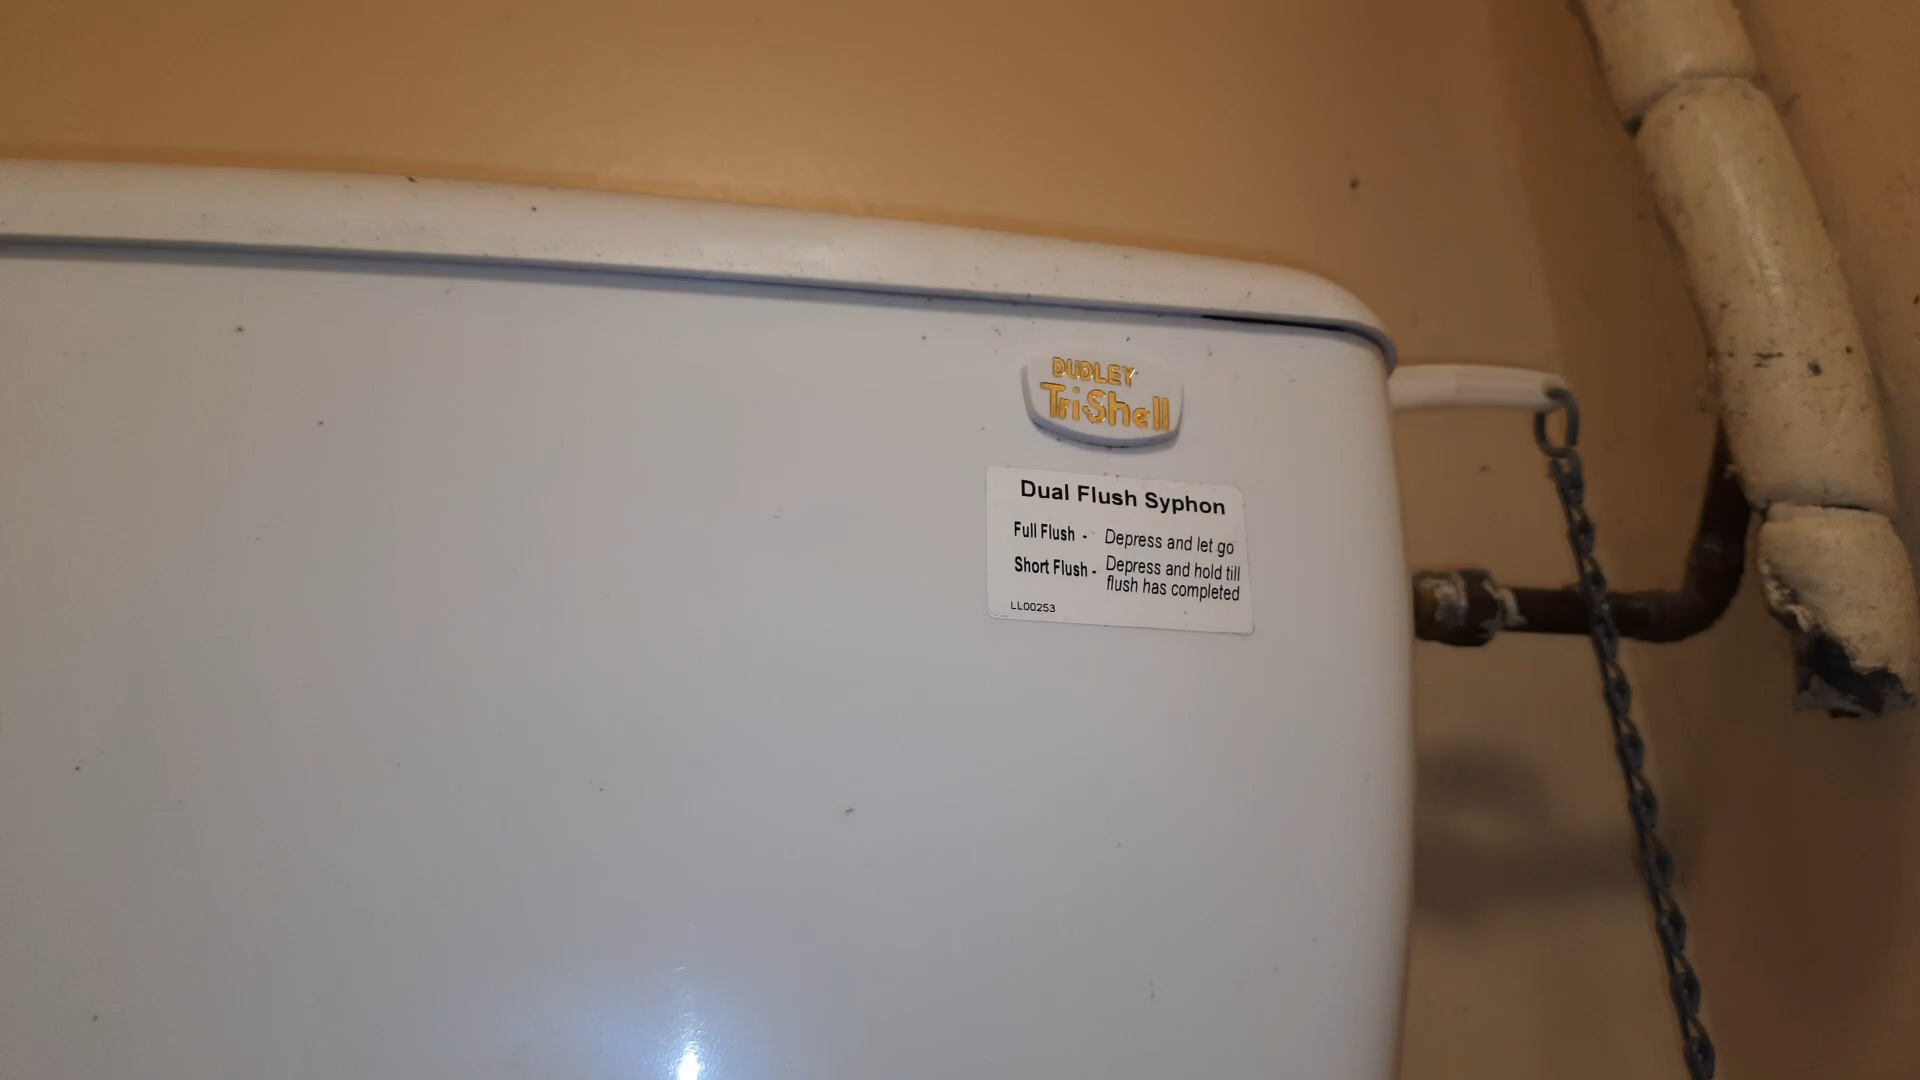 DUDLEY
TriShell
Dual Flush Syphon
Full Flush - Depress and let go
Short Flush - Depress and hold till
flush has completed
LL00253